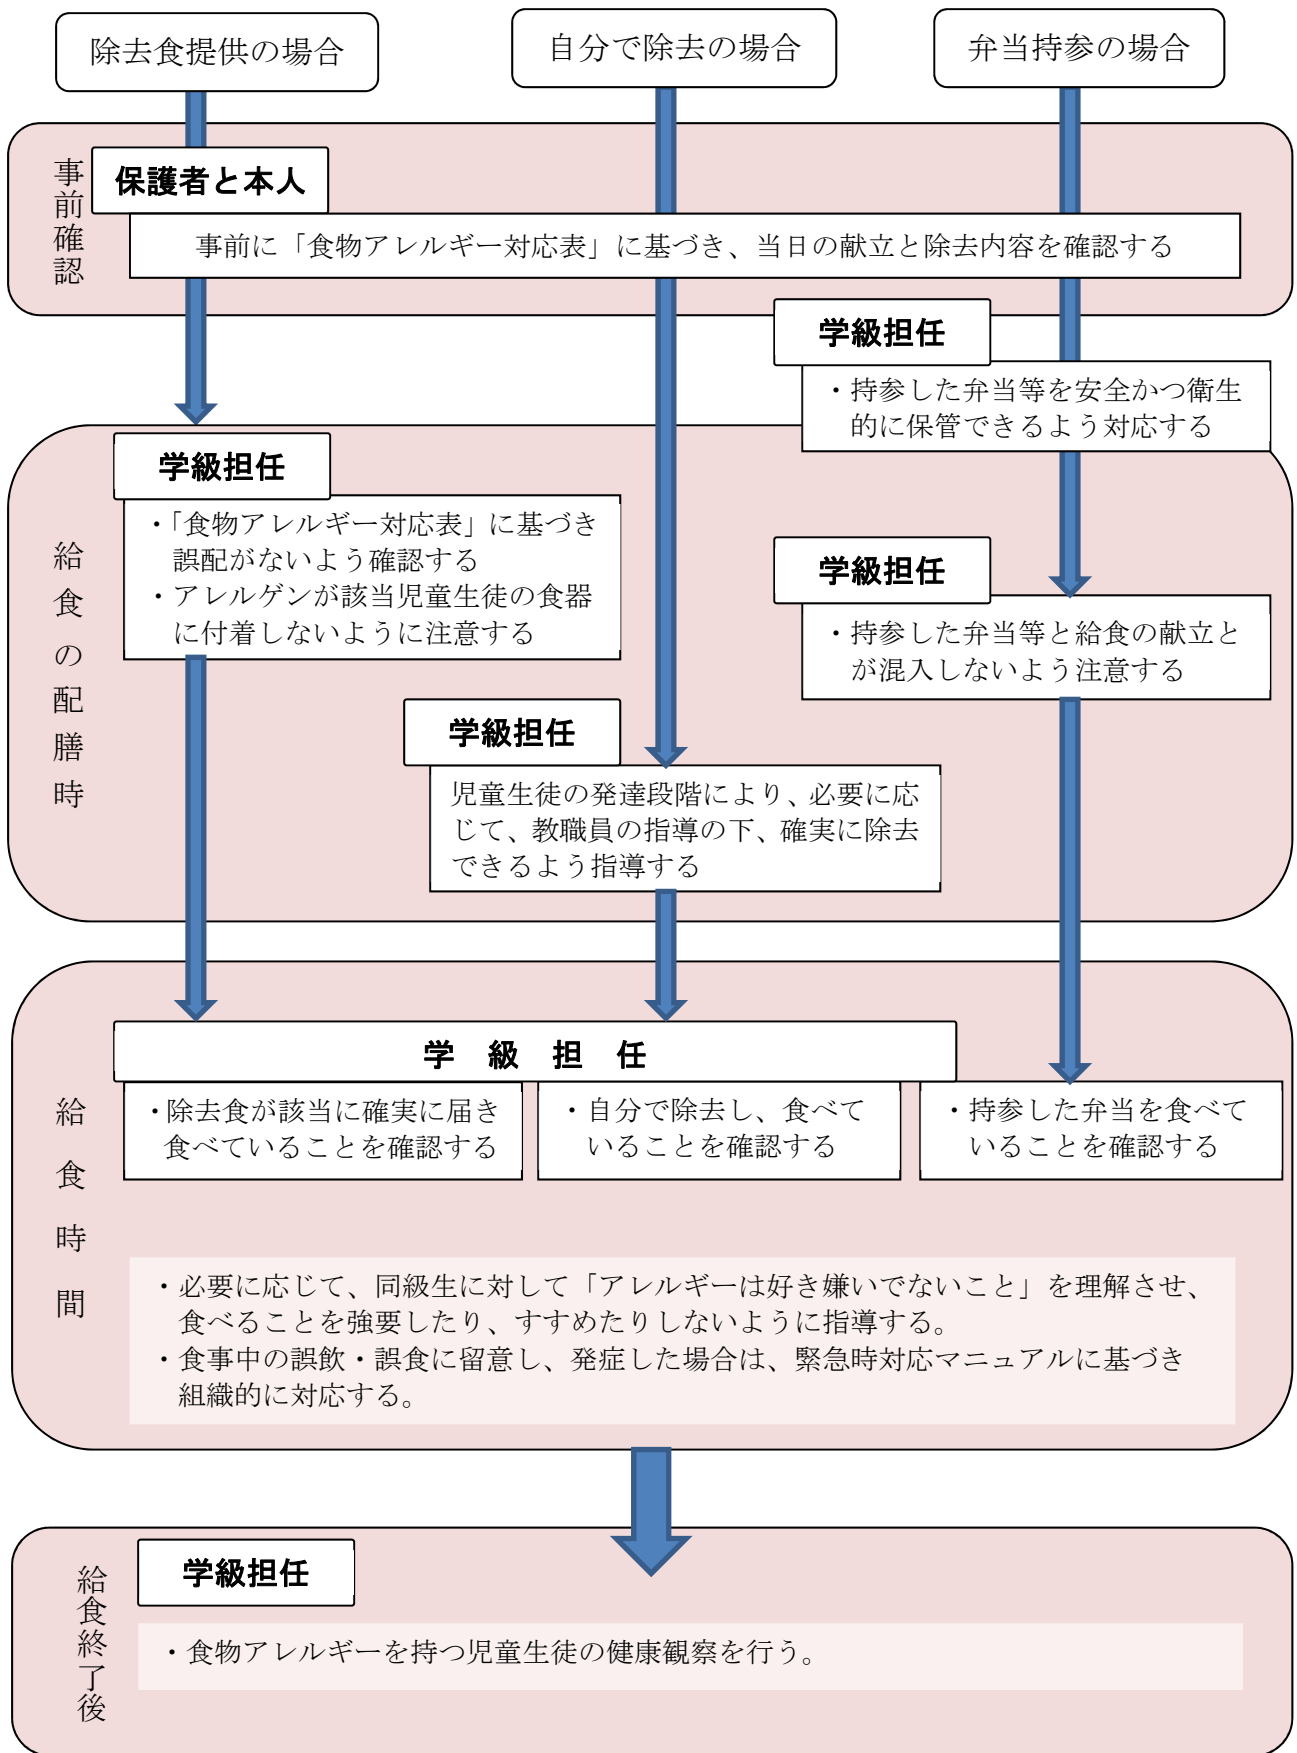 除去食提供の場合
自分で除去の場合
弁当持参の場合
事前確認
保護者と本人
事前に「食物アレルギー対応表」に基づき、当日の献立と除去内容を確認する
学級担任
・持参した弁当等を安全かつ衛生
的に保管できるよう対応する
給食の配膳時
学級担任
・「食物アレルギー対応表」に基づき
誤配がないよう確認する
・アレルゲンが該当児童生徒の食器
に付着しないように注意する
学級担任
・持参した弁当等と給食の献立と
が混入しないよう注意する
学級担任
児童生徒の発達段階により、必要に応
じて、教職員の指導の下、確実に除去
できるよう指導する
給食時間
学級担任
・除去食が該当に確実に届き
食べていることを確認する
・自分で除去し、食べて
いることを確認する
・持参した弁当を食べて
いることを確認する
・必要に応じて、同級生に対して「アレルギーは好き嫌いでないこと」を理解させ、
食べることを強要したり、すすめたりしないように指導する。
・食事中の誤飲・誤食に留意し、発症した場合は、緊急時対応マニュアルに基づき
組織的に対応する。
給食終了後
学級担任
・食物アレルギーを持つ児童生徒の健康観察を行う。